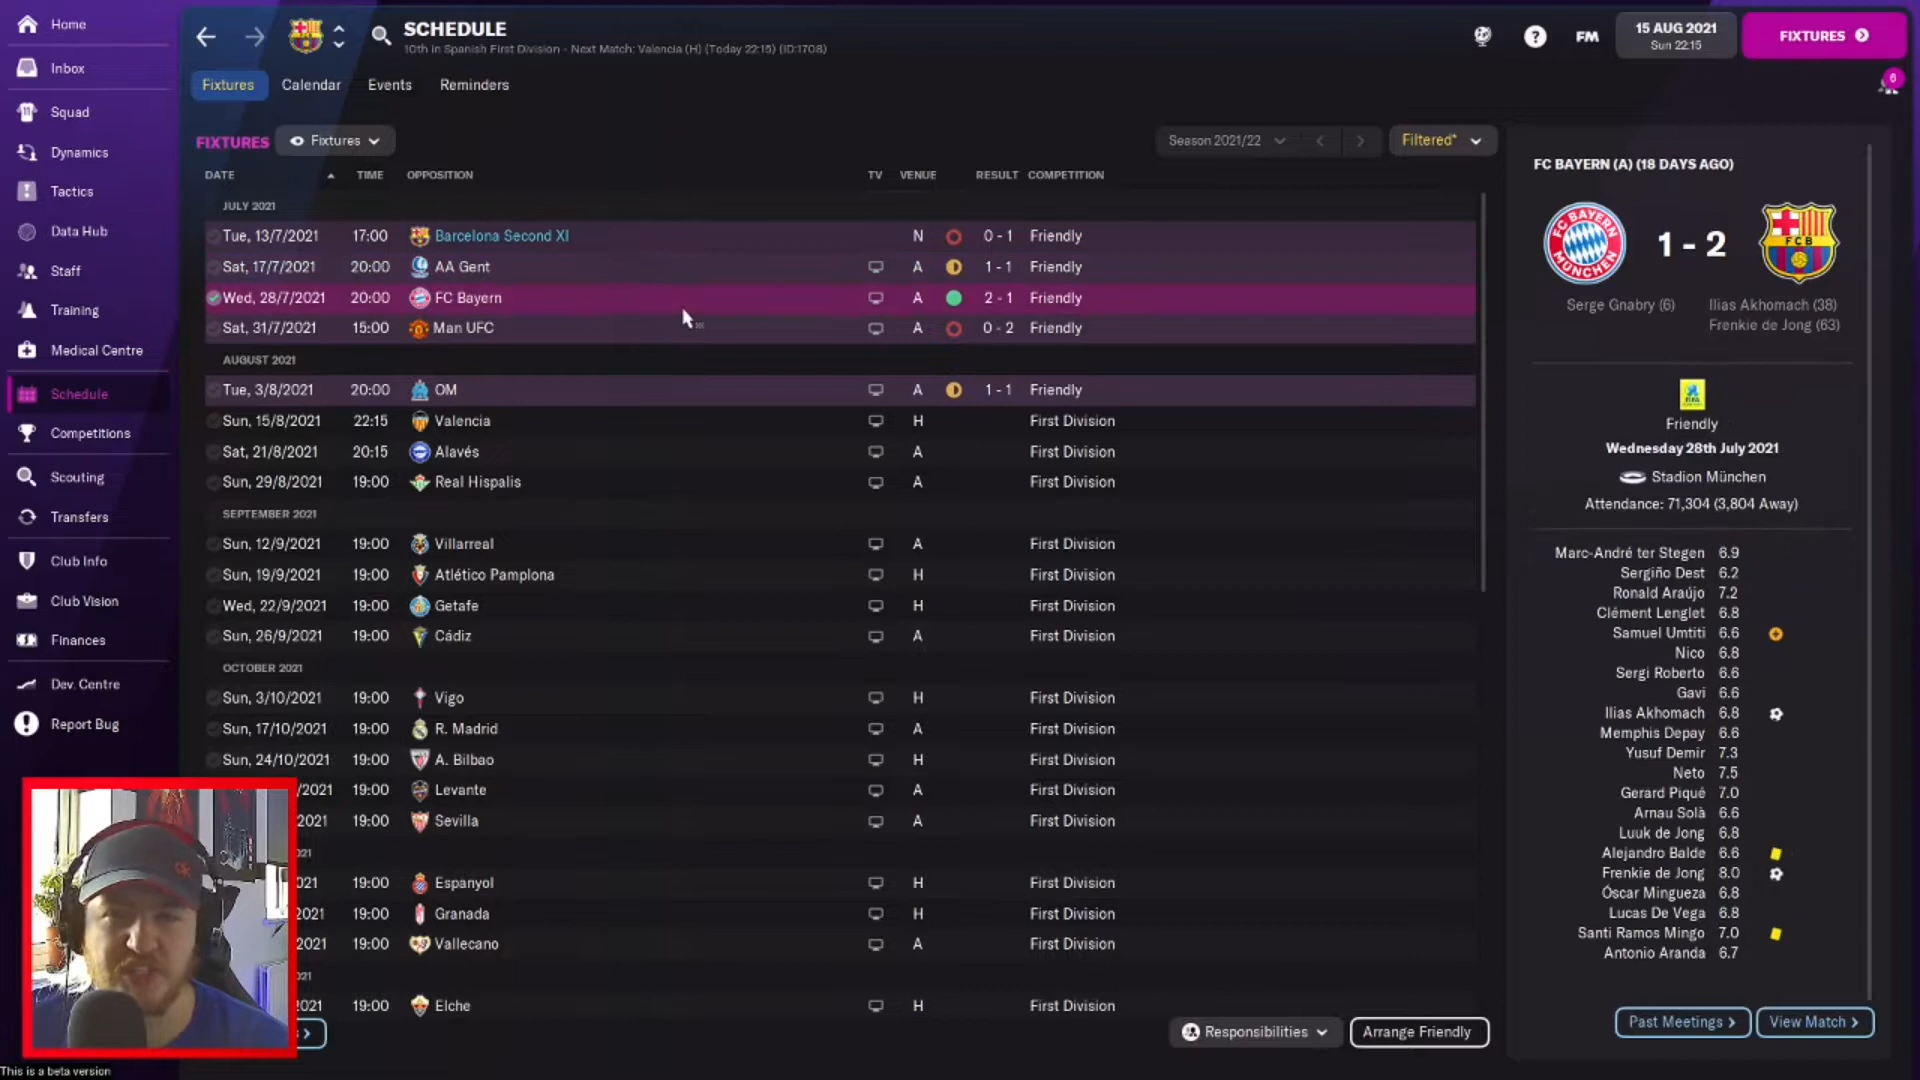 Home
Inbox
Squad
Dynamics
Tactics
Data Hub
Staff
Training
Medical Centre
Schedule
Competitions
Scouting
Transfers
Club Info
Club Vision
Finances
Dev. Centre
Report Bug
SCHEDULE
10th in Spanish First Division - Next Match: Valencia (H) (Today 22:15) (ID:1708)
FM
15 AUG 2021
Sun 22:15
FIXTURES
6
Fixtures Calendar Events Reminders
FIXTURES Fixtures Season 2021/22 Filtered*
DATE TIME OPPOSITION TV VENUE RESULT COMPETITION
JULY 2021
Tue, 13/7/2021 17:00 Barcelona Second XI N 0 - 1 Friendly
Sat, 17/7/2021 20:00 AA Gent A 1 - 1 Friendly
Wed, 28/7/2021 20:00 FC Bayern A 2 - 1 Friendly
Sat, 31/7/2021 15:00 Man UFC A 0 - 2 Friendly
AUGUST 2021
Tue, 3/8/2021 20:00 OM A 1 - 1 Friendly
Sun, 15/8/2021 22:15 Valencia H First Division
Sat, 21/8/2021 20:15 Alavés A First Division
Sun, 29/8/2021 19:00 Real Hispalis A First Division
SEPTEMBER 2021
Sun, 12/9/2021 19:00 Villarreal A First Division
Sun, 19/9/2021 19:00 Atlético Pamplona H First Division
Wed, 22/9/2021 19:00 Getafe H First Division
Sun, 26/9/2021 19:00 Cádiz A First Division
OCTOBER 2021
Sun, 3/10/2021 19:00 Vigo H First Division
Sun, 17/10/2021 19:00 R. Madrid A First Division
Sun, 24/10/2021 19:00 A. Bilbao H First Division
/2021 19:00 Levante A First Division
2021 19:00 Sevilla A First Division
21
021 19:00 Espanyol H First Division
2021 19:00 Granada H First Division
2021 19:00 Vallecano A First Division
21
2021 19:00 Elche H First Division
Responsibilities Arrange Friendly
FC BAYERN (A) (18 DAYS AGO)
FC BAYERN
MÜNCHEN
1 - 2
FCB
Serge Gnabry (6) Ilias Akhomach (38)
Frenkie de Jong (63)
Friendly
Wednesday 28th July 2021
Stadion München
Attendance: 71,304 (3,804 Away)
Marc-André ter Stegen 6.9
Sergiño Dest 6.2
Ronald Araújo 7.2
Clément Lenglet 6.8
Samuel Umtiti 6.6
Nico 6.8
Sergi Roberto 6.6
Gavi 6.6
Ilias Akhomach 6.8
Memphis Depay 6.6
Yusuf Demir 7.3
Neto 7.5
Gerard Piqué 7.0
Arnau Solà 6.6
Luuk de Jong 6.8
Alejandro Balde 6.6
Frenkie de Jong 8.0
Óscar Mingueza 6.8
Lucas De Vega 6.8
Santi Ramos Mingo 7.0
Antonio Aranda 6.7
Past Meetings View Match
This is a beta version